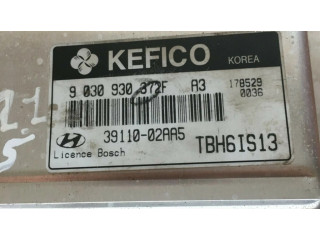 KEFICO KOREA
9 030 930 372F A3 178529
0036
39110-02AA5 TBH6IS13
Licence Bosch